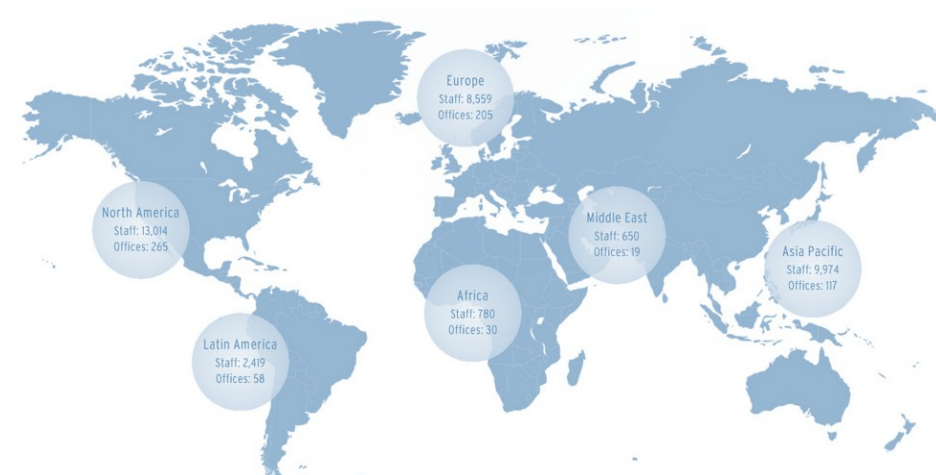 Europe
Staff: 8,559
Offices: 205
North America
Staff: 13,014
Offices: 265
Middle East
Staff: 650
Offices: 19
Asia Pacific
Staff: 9,974
Offices: 117
Africa
Staff: 780
Offices: 30
Latin America
Staff: 2,419
Offices: 58